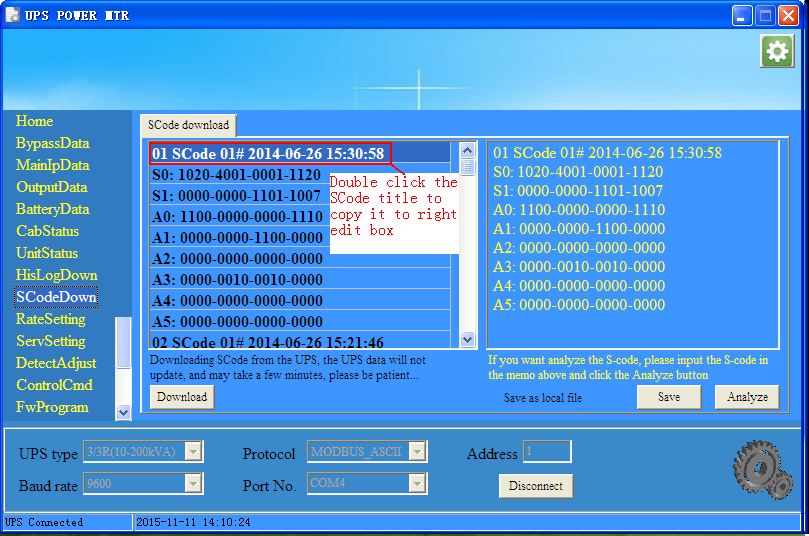 UPS POWER MTR
Home
BypassData
MainIpData
OutputData
BatteryData
CabStatus
UnitStatus
HisLogDown
SCodeDown
RateSetting
ServSetting
DetectAdjust
ControlCmd
FwProgram
SCode download
01 SCode 01# 2014-06-26 15:30:58
S0: 1020-4001-0001-1120
S1: 0000-0000-1101-1007
A0: 1100-0000-0000-1110
A1: 0000-0000-1100-0000
A2: 0000-0000-0000-0000
A3: 0000-0010-0010-0000
A4: 0000-0000-0000-0000
A5: 0000-0000-0000-0000
02 SCode 01# 2014-06-26 15:21:46
Double click the
SCode title to
copy it to right
edit box
01 SCode 01# 2014-06-26 15:30:58
S0: 1020-4001-0001-1120
S1: 0000-0000-1101-1007
A0: 1100-0000-0000-1110
A1: 0000-0000-1100-0000
A2: 0000-0000-0000-0000
A3: 0000-0010-0010-0000
A4: 0000-0000-0000-0000
A5: 0000-0000-0000-0000
Downloading SCode from the UPS, the UPS data will not
update, and may take a few minutes, please be patient...
Download
If you want analyze the S-code, please input the S-code in
the memo above and click the Analyze button
Save as local file
Save
Analyze
UPS type 3/3R(10-200kVA)
Protocol MODBUS_ASCII
Address 1
Baud rate 9600
Port No. COM4
Disconnect
UPS Connected
2015-11-11 14:10:24